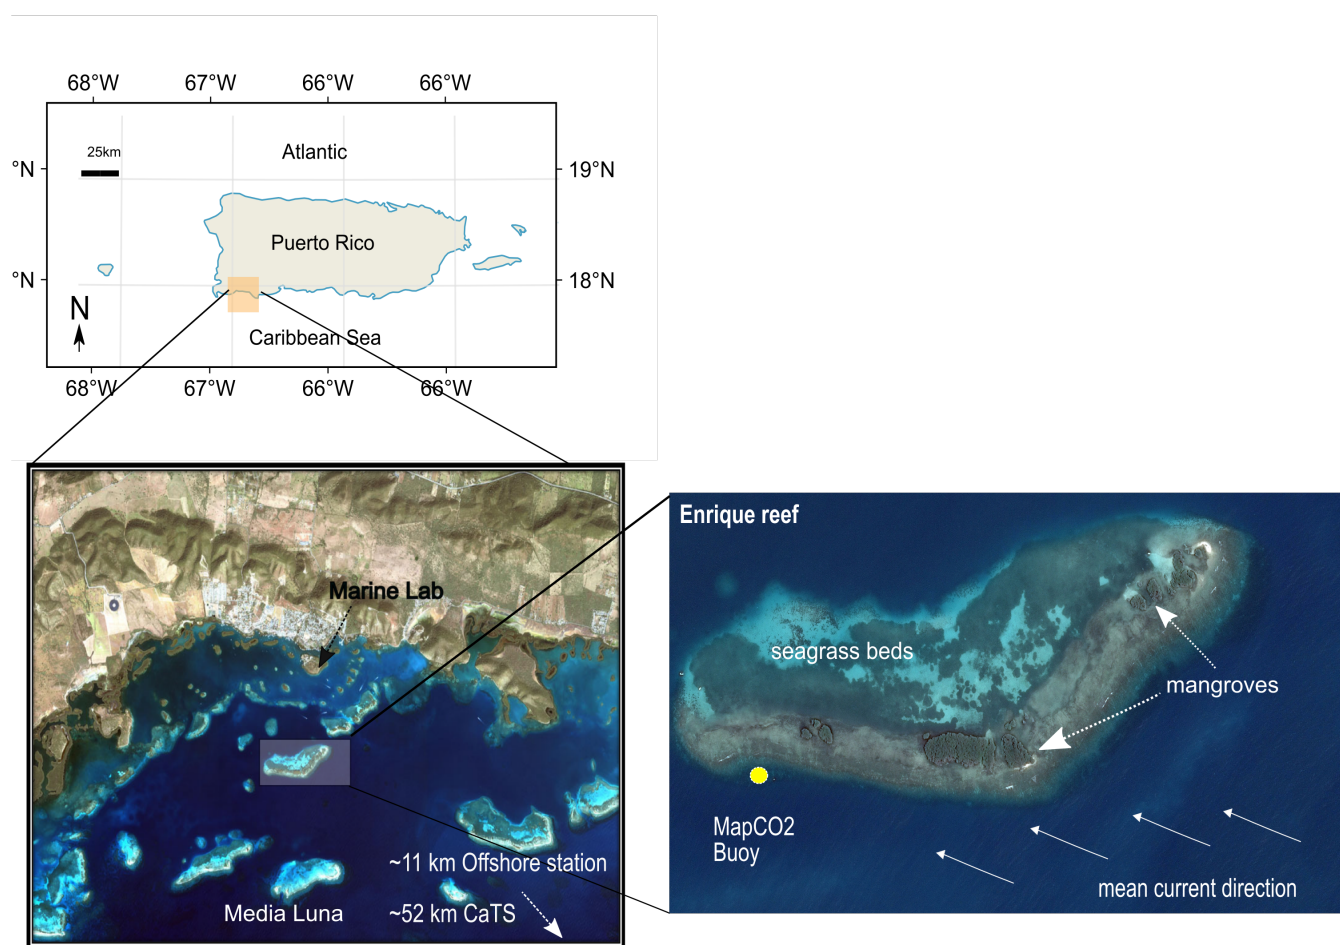 68°W 67°W 66°W 66°W
25km
Atlantic
°N
19°N
Puerto Rico
°N
18°N
N
Caribbean Sea
68°W 67°W 66°W 66°W
Marine Lab
~11 km Offshore station
Media Luna
~52 km CaTS
Enrique reef
seagrass beds
mangroves
MapCO2
Buoy
mean current direction